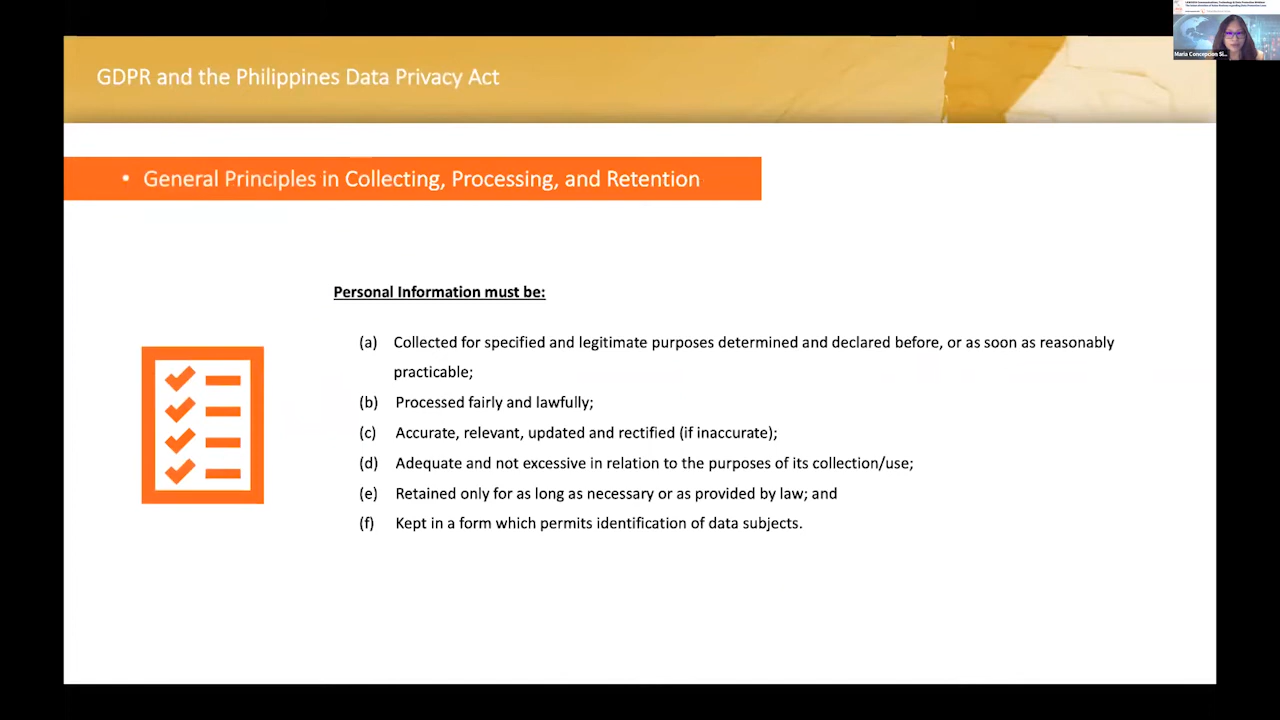 GDPR and the Philippines Data Privacy Act
• General Principles in Collecting, Processing, and Retention
Personal Information must be:
(a) Collected for specified and legitimate purposes determined and declared before, or as soon as reasonably
practicable;
(b) Processed fairly and lawfully;
(c) Accurate, relevant, updated and rectified (if inaccurate);
(d) Adequate and not excessive in relation to the purposes of its collection/use;
(e) Retained only for as long as necessary or as provided by law; and
(f) Kept in a form which permits identification of data subjects.
Maria Concepcion Si...